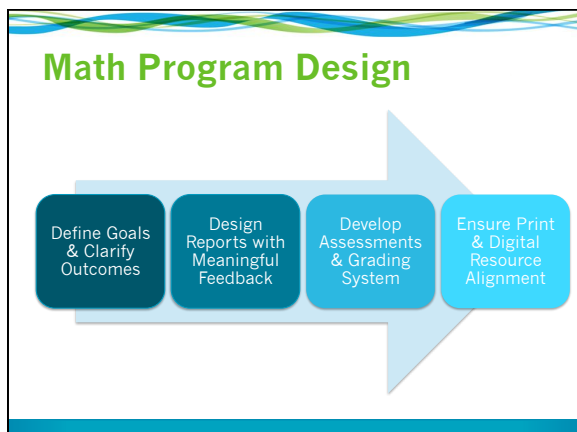 Math Program Design
Define Goals
& Clarify
Outcomes
Design
Reports with
Meaningful
Feedback
Develop
Assessments
& Grading
System
Ensure Print
& Digital
Resource
Alignment